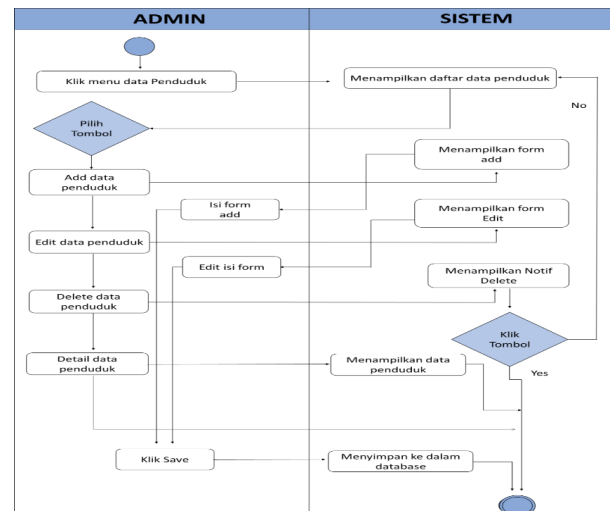 ADMIN
SISTEM
Klik menu data Penduduk
Menampilkan daftar data penduduk
No
Pilih
Tombol
Menampilkan form
add
Add data
penduduk
Isi form
add
Menampilkan form
Edit
Edit data penduduk
Edit isi form
Menampilkan Notif
Delete
Delete data
penduduk
Klik
Tombol
Detail data
penduduk
Menampilkan data
penduduk
Yes
Klik Save
Menyimpan ke dalam
database